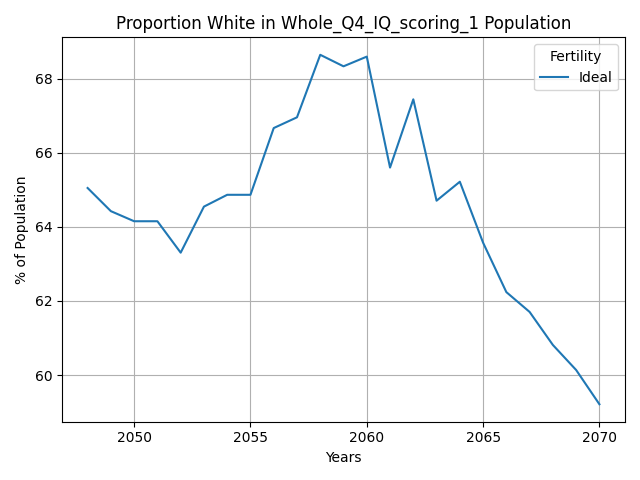 Proportion White in Whole_Q4_IQ_scoring_1 Population
Fertility
Ideal
68
66
64
62
60
% of Population
2050 2055 2060 2065 2070
Years